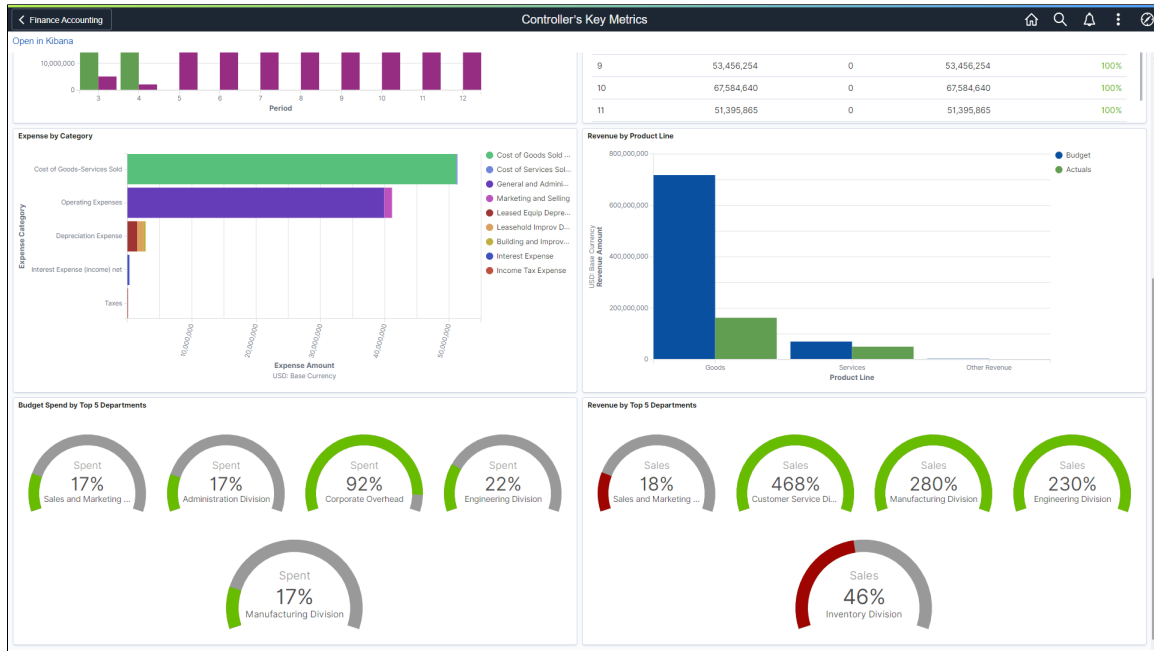 Finance Accounting
Controller's Key Metrics
Open in Kibana
10,000,000
0
3 4 5 6 7 8 9 10 11 12
Period
9 53,456,254 0 53,456,254 100%
10 67,584,640 0 67,584,640 100%
11 51,395,865 0 51,395,865 100%
Expense by Category
Expense Category
Cost of Goods-Services Sold
Operating Expenses
Depreciation Expense
Interest Expense (Income) net
Taxes
10,000,000 20,000,000 30,000,000 40,000,000 50,000,000
Expense Amount
USD: Base Currency
Cost of Goods Sold ...
Cost of Services Sol...
General and Admini...
Marketing and Selling
Leased Equip Depre...
Leasehold Improv D...
Building and Improv...
Interest Expense
Income Tax Expense
Revenue by Product Line
USD: Base Currency
Revenue Amount
800,000,000
600,000,000
400,000,000
200,000,000
0
Goods Services Other Revenue
Product Line
Budget
Actuals
Budget Spend by Top 5 Departments
Spent
17%
Sales and Marketing ...
Spent
17%
Administration Division
Spent
92%
Corporate Overhead
Spent
22%
Engineering Division
Spent
17%
Manufacturing Division
Revenue by Top 5 Departments
Sales
18%
Sales and Marketing ...
Sales
468%
Customer Service Di...
Sales
280%
Manufacturing Division
Sales
230%
Engineering Division
Sales
46%
Inventory Division